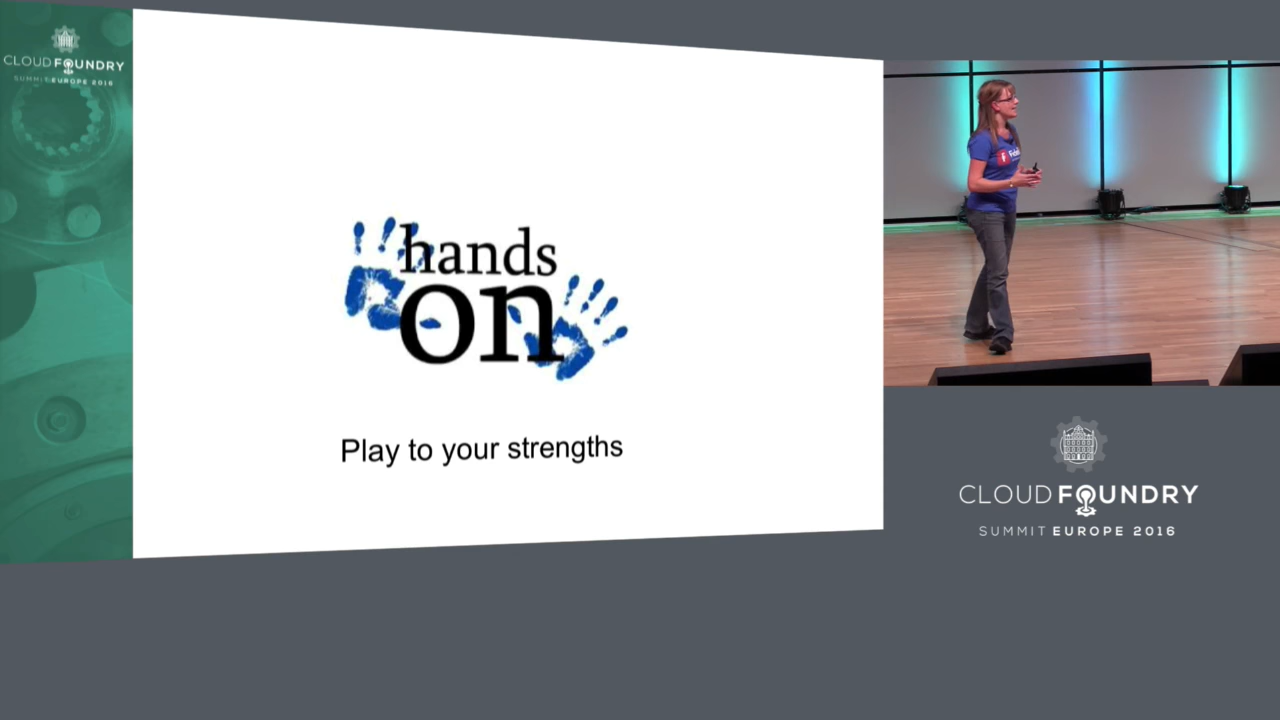 CLOUD FOUNDRY
SUMMIT EUROPE 2016
hands
on
Play to your strengths
CLOUD FOUNDRY
SUMMIT EUROPE 2016